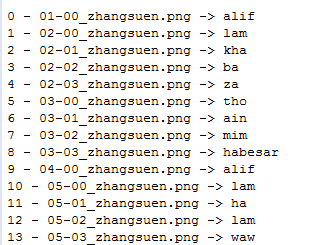 0 - 01-00_zhangsuen.png -> alif
1 - 02-00_zhangsuen.png -> lam
2 - 02-01_zhangsuen.png -> kha
3 - 02-02_zhangsuen.png -> ba
4 - 02-03_zhangsuen.png -> za
5 - 03-00_zhangsuen.png -> tho
6 - 03-01_zhangsuen.png -> ain
7 - 03-02_zhangsuen.png -> mim
8 - 03-03_zhangsuen.png -> habesar
9 - 04-00_zhangsuen.png -> alif
10 - 05-00_zhangsuen.png -> lam
11 - 05-01_zhangsuen.png -> ha
12 - 05-02_zhangsuen.png -> lam
13 - 05-03_zhangsuen.png -> waw